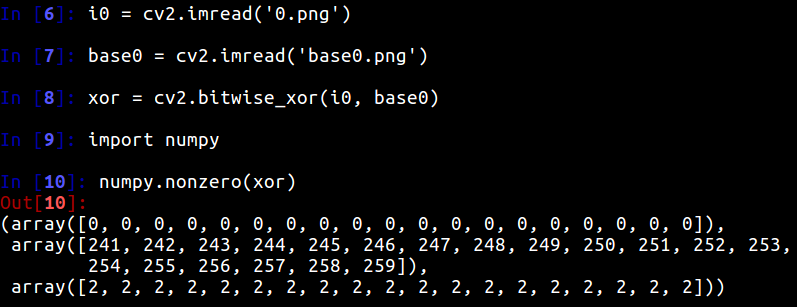 In [6]: i0 = cv2.imread('0.png')
In [7]: base0 = cv2.imread('base0.png')
In [8]: xor = cv2.bitwise_xor(i0, base0)
In [9]: import numpy
In [10]: numpy.nonzero(xor)
Out[10]:
(array([0, 0, 0, 0, 0, 0, 0, 0, 0, 0, 0, 0, 0, 0, 0, 0, 0, 0, 0]),
array([241, 242, 243, 244, 245, 246, 247, 248, 249, 250, 251, 252, 253,
254, 255, 256, 257, 258, 259]),
array([2, 2, 2, 2, 2, 2, 2, 2, 2, 2, 2, 2, 2, 2, 2, 2, 2, 2, 2]))